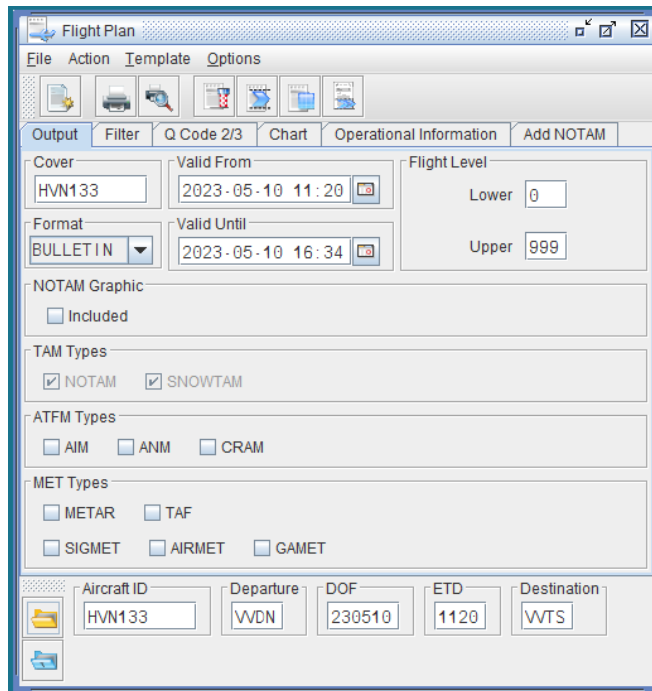 Flight Plan
File Action Template Options
Output Filter Q Code 2/3 Chart Operational Information Add NOTAM
Cover Valid From Flight Level
HVN133 2023-05-10 11:20 Lower 0
Format Valid Until
BULLETIN 2023-05-10 16:34 Upper 999
NOTAM Graphic
Included
TAM Types
NOTAM SNOWTAM
ATFM Types
AIM ANM CRAM
MET Types
METAR TAF
SIGMET AIRMET GAMET
Aircraft ID Departure DOF ETD Destination
HVN133 VVDN 230510 1120 VVTS